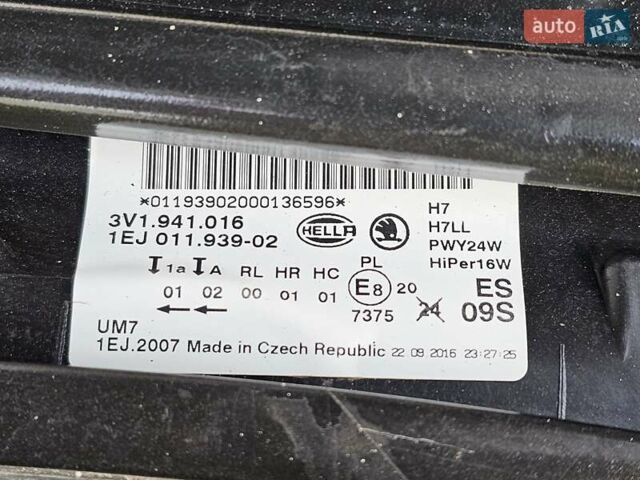 auto RIA
*011939020001​36596*
3V1.941.016
1EJ 011.939-02
HELLA
H7
H7LL
PWY24W
HiPer16W
1a A RL HR HC PL
01 02 00 01 01 E8 20 ES
7375 24 09S
UM7
1EJ.2007 Made in Czech Republic 22 09 2016 23:27:25